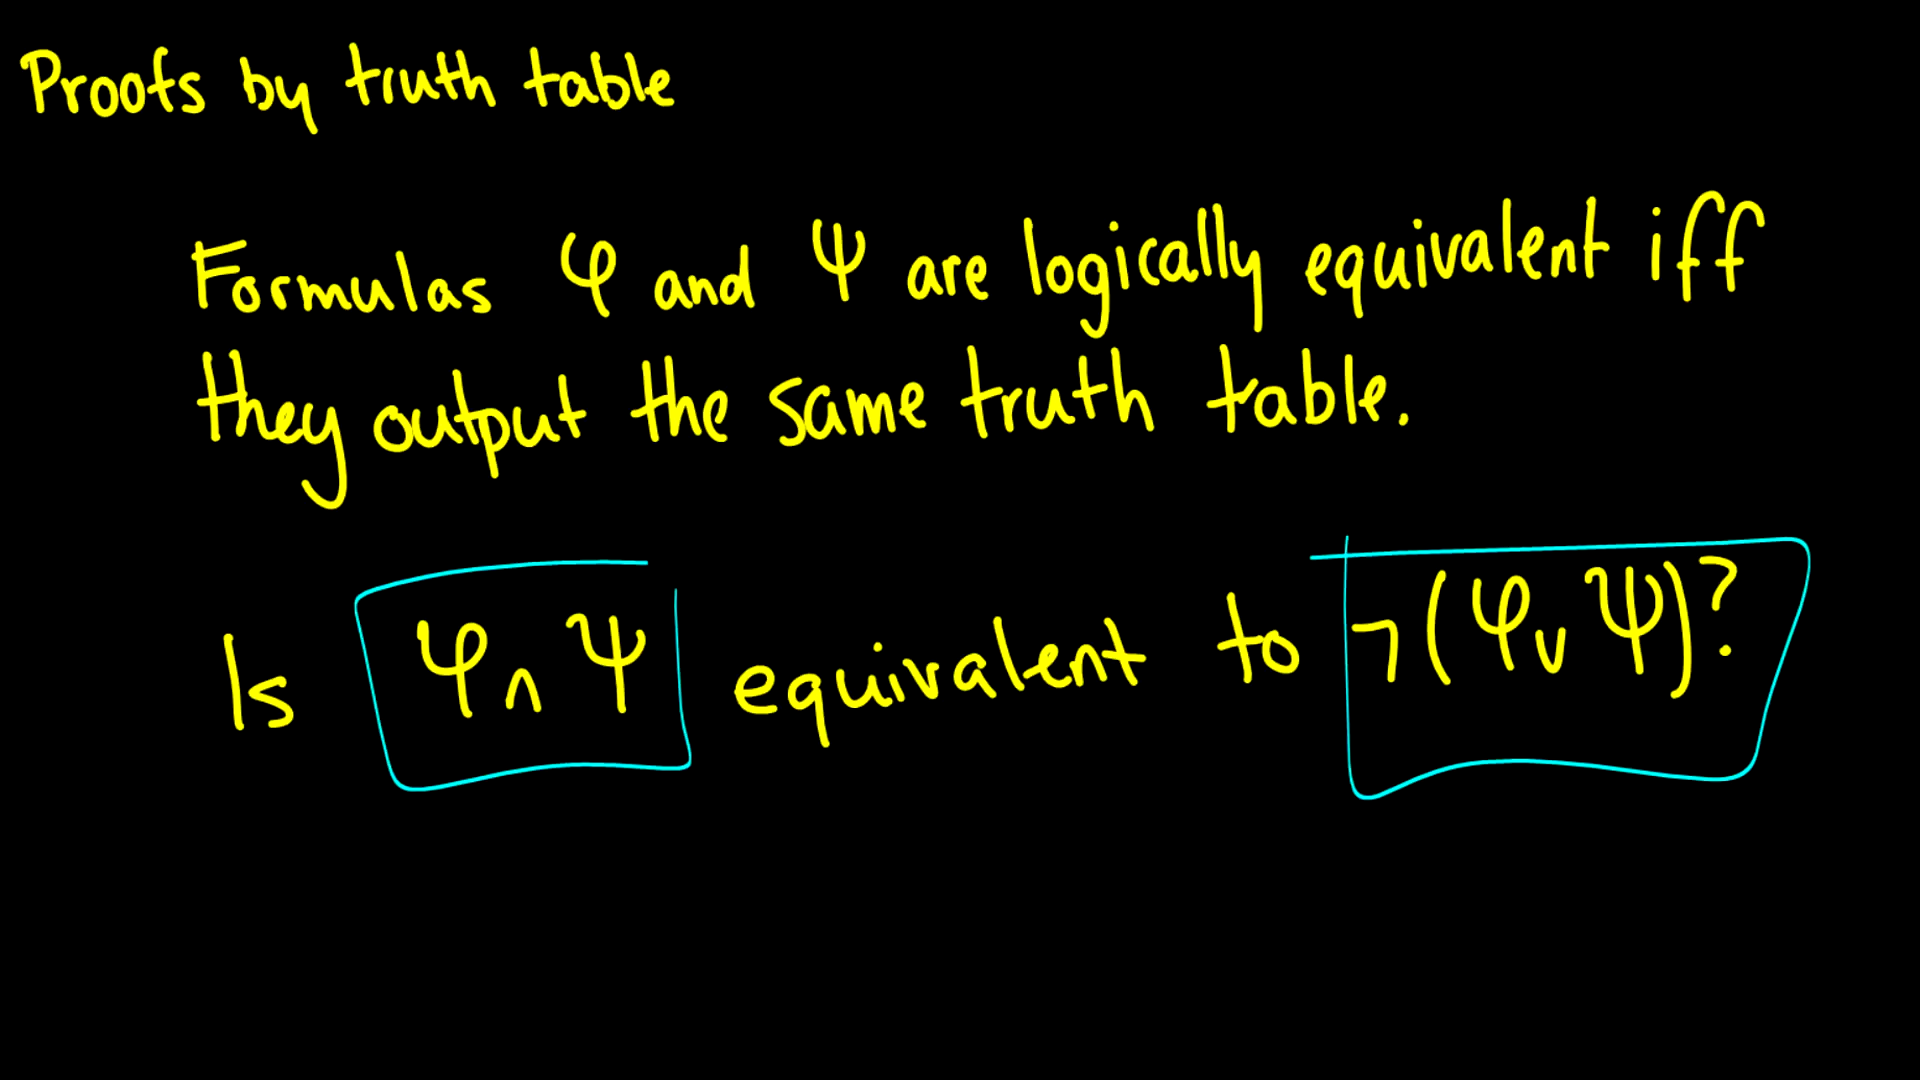 Proofs by truth table
Formulas φ and ψ are logically equivalent iff
they output the same truth table.
Is φ ∧ ψ equivalent to ¬(φ ∨ ψ)?